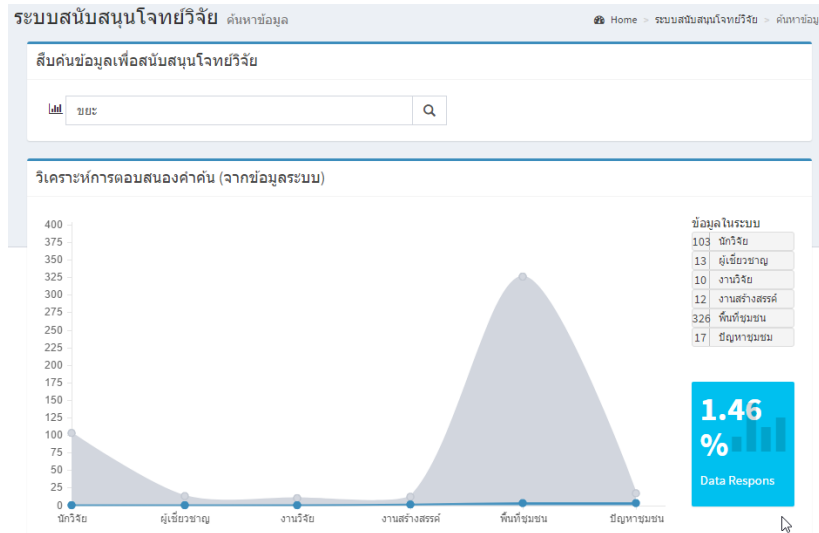 ระบบสนับสนุนโจทย์วิจัย ค้นหาข้อมูล
Home > ระบบสนับสนุนโจทย์วิจัย > ค้นหาข้อมู
สืบค้นข้อมูลเพื่อสนับสนุนโจทย์วิจัย
ขยะ
วิเคราะห์การตอบสนองคำค้น (จากข้อมูลระบบ)
400
375
350
325
300
275
250
225
200
175
150
125
100
75
50
25
0
นักวิจัย ผู้เชี่ยวชาญ งานวิจัย งานสร้างสรรค์ พื้นที่ชุมชน ปัญหาชุมชน
ข้อมูลในระบบ
103 นักวิจัย
13 ผู้เชี่ยวชาญ
10 งานวิจัย
12 งานสร้างสรรค์
326 พื้นที่ชุมชน
17 ปัญหาชุมชม
1.46
%
Data Respons